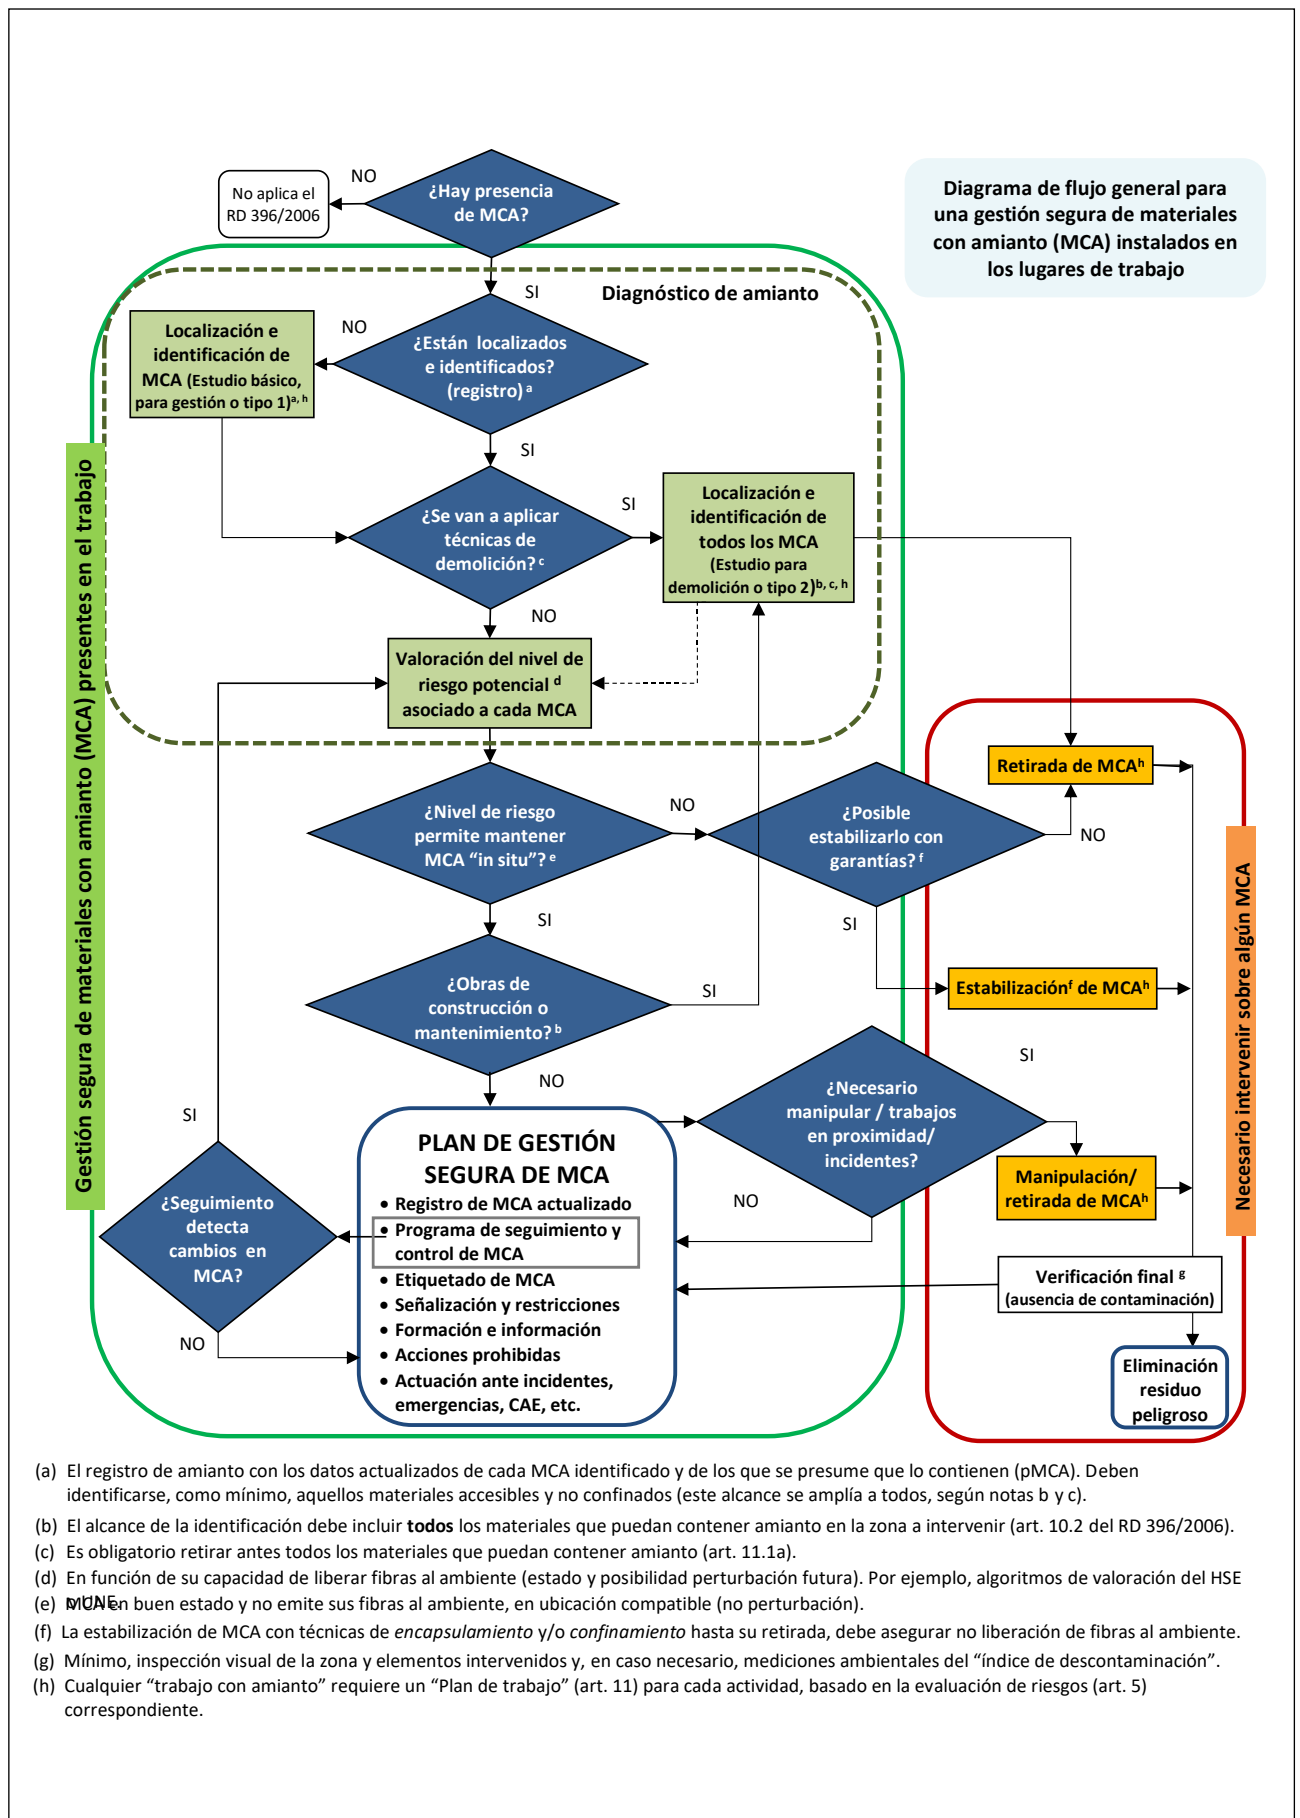 Diagrama de flujo general para
una gestión segura de materiales
con amianto (MCA) instalados en
los lugares de trabajo
¿Hay presencia
de MCA?
NO
No aplica el
RD 396/2006
SI
Diagnóstico de amianto
¿Están localizados
e identificados?
(registro) a
NO
Localización e
identificación de
MCA (Estudio básico,
para gestión o tipo 1)a, h
SI
¿Se van a aplicar
técnicas de
demolición? c
SI
Localización e
identificación de
todos los MCA
(Estudio para
demolición o tipo 2)b, c, h
NO
Valoración del nivel de
riesgo potencial d
asociado a cada MCA
Gestión segura de materiales con amianto (MCA) presentes en el trabajo
¿Nivel de riesgo
permite mantener
MCA “in situ”? e
NO
¿Posible
estabilizarlo con
garantías? f
NO
Retirada de MCAh
SI
SI
Estabilizaciónf de MCAh
¿Obras de
construcción o
mantenimiento? b
SI
NO
¿Necesario
manipular / trabajos
en proximidad/
incidentes?
SI
Manipulación/
retirada de MCAh
NO
Necesario intervenir sobre algún MCA
PLAN DE GESTIÓN
SEGURA DE MCA
• Registro de MCA actualizado
• Programa de seguimiento y
control de MCA
• Etiquetado de MCA
• Señalización y restricciones
• Formación e información
• Acciones prohibidas
• Actuación ante incidentes,
emergencias, CAE, etc.
SI
¿Seguimiento
detecta
cambios en
MCA?
NO
Verificación final g
(ausencia de contaminación)
Eliminación
residuo
peligroso
(a) El registro de amianto con los datos actualizados de cada MCA identificado y de los que se presume que lo contienen (pMCA). Deben
identificarse, como mínimo, aquellos materiales accesibles y no confinados (este alcance se amplía a todos, según notas b y c).
(b) El alcance de la identificación debe incluir todos los materiales que puedan contener amianto en la zona a intervenir (art. 10.2 del RD 396/2006).
(c) Es obligatorio retirar antes todos los materiales que puedan contener amianto (art. 11.1a).
(d) En función de su capacidad de liberar fibras al ambiente (estado y posibilidad perturbación futura). Por ejemplo, algoritmos de valoración del HSE
o UNE.
(e) MCA en buen estado y no emite sus fibras al ambiente, en ubicación compatible (no perturbación).
(f) La estabilización de MCA con técnicas de encapsulamiento y/o confinamiento hasta su retirada, debe asegurar no liberación de fibras al ambiente.
(g) Mínimo, inspección visual de la zona y elementos intervenidos y, en caso necesario, mediciones ambientales del “índice de descontaminación”.
(h) Cualquier “trabajo con amianto” requiere un “Plan de trabajo” (art. 11) para cada actividad, basado en la evaluación de riesgos (art. 5)
correspondiente.